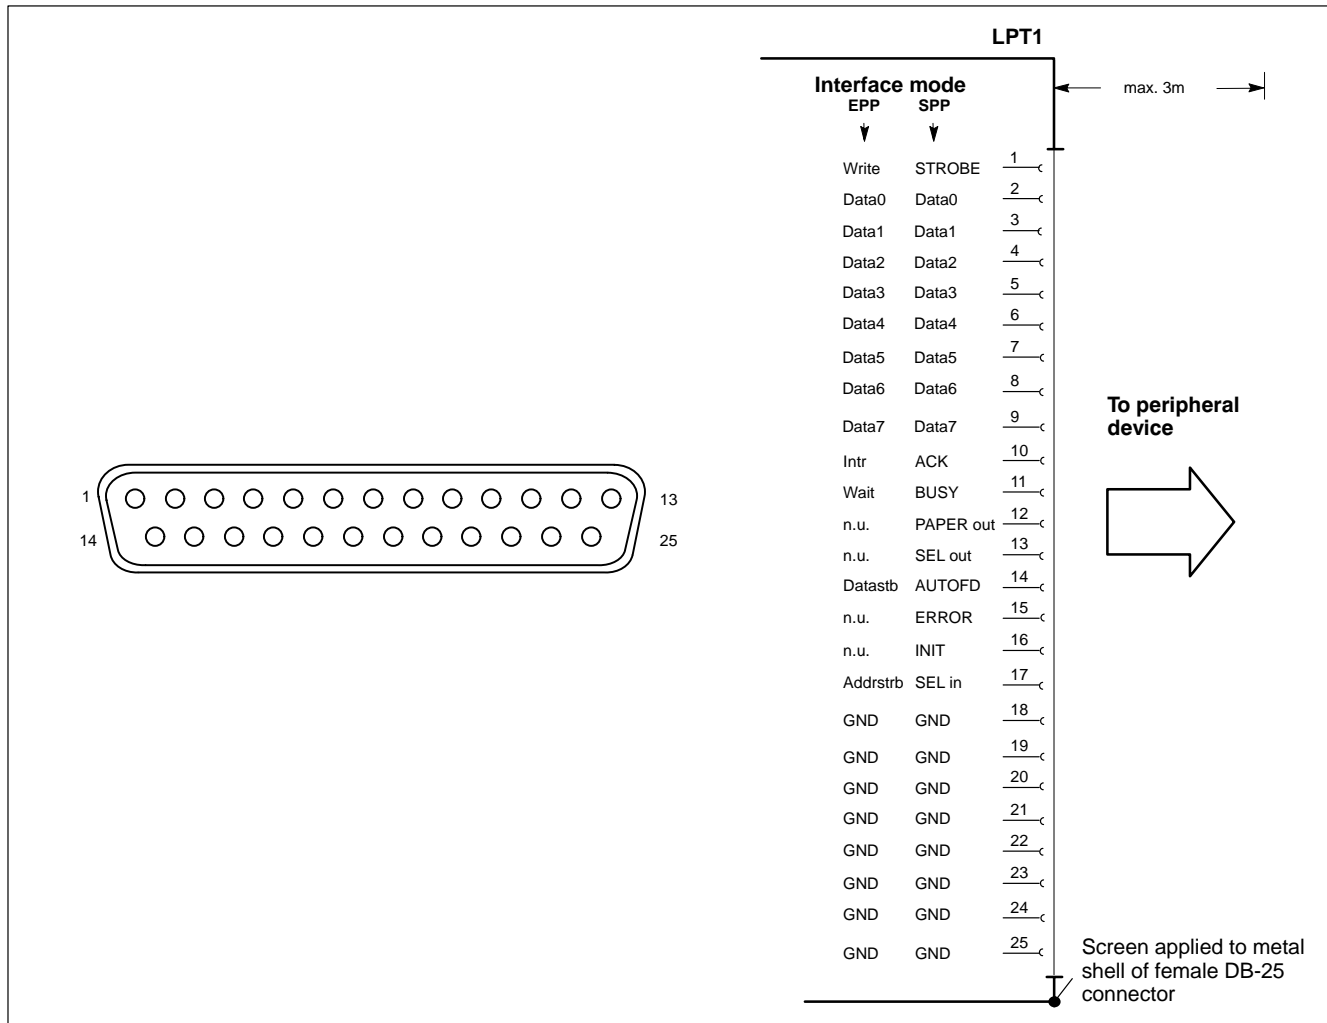 LPT1
Interface mode
EPP SPP
max. 3m
Write STROBE 1
Data0 Data0 2
Data1 Data1 3
Data2 Data2 4
Data3 Data3 5
Data4 Data4 6
Data5 Data5 7
Data6 Data6 8
Data7 Data7 9
Intr ACK 10
Wait BUSY 11
n.u. PAPER out 12
n.u. SEL out 13
Datastb AUTOFD 14
n.u. ERROR 15
n.u. INIT 16
Addrstrb SEL in 17
GND GND 18
GND GND 19
GND GND 20
GND GND 21
GND GND 22
GND GND 23
GND GND 24
GND GND 25
1 13
14 25
To peripheral
device
Screen applied to metal
shell of female DB-25
connector